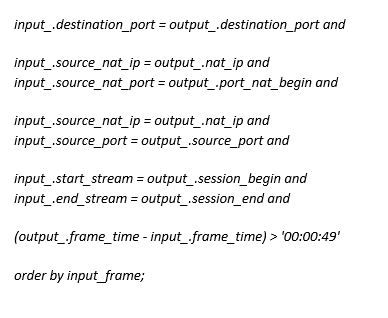 input_.destination_port = output_.destination_port and
input_.source_nat_ip = output_.nat_ip and
input_.source_nat_port = output_.port_nat_begin and
input_.source_nat_ip = output_.nat_ip and
input_.source_port = output_.source_port and
input_.start_stream = output_.session_begin and
input_.end_stream = output_.session_end and
(output_.frame_time - input_.frame_time) > '00:00:49'
order by input_frame;